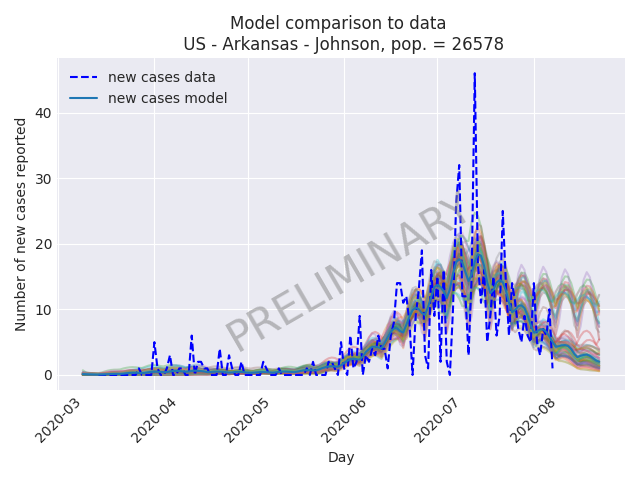 Model comparison to data
US - Arkansas - Johnson, pop. = 26578
new cases data
new cases model
Number of new cases reported
40
30
20
10
0
PRELIMINARY
2020-03
2020-04
2020-05
2020-06
2020-07
2020-08
Day